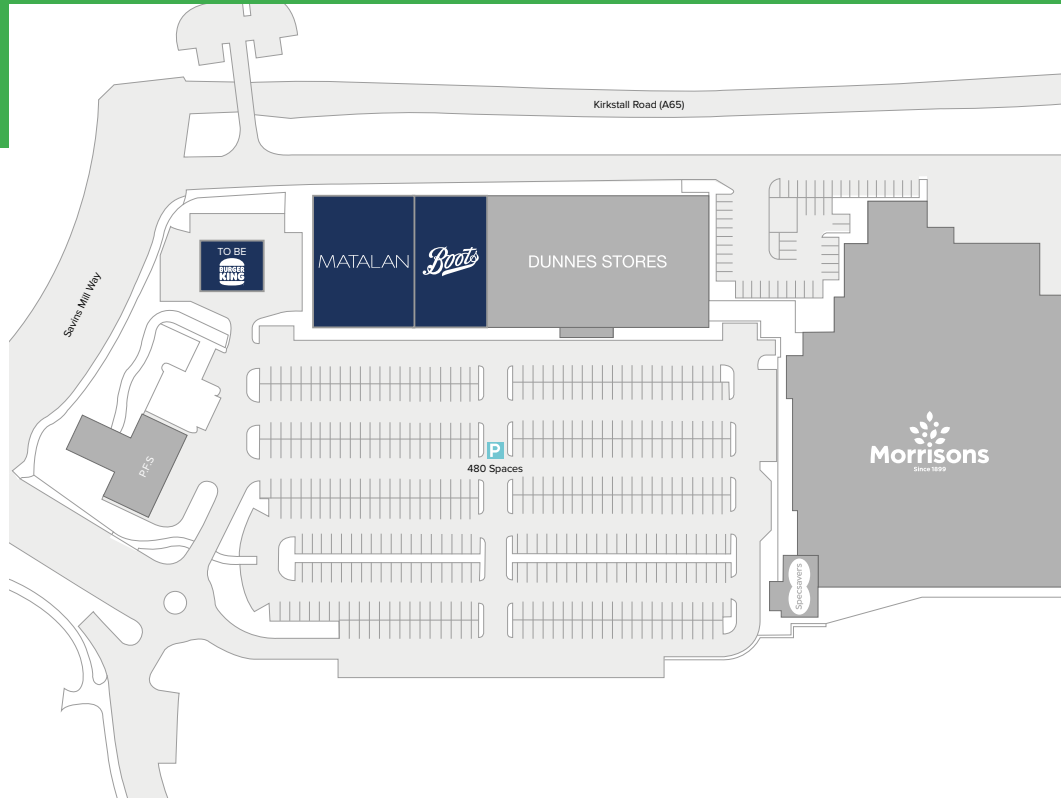 Kirkstall Road (A65)
TO BE
BURGER
KING
MATALAN
Boots
DUNNES STORES
Savins Mill Way
P.F.S
P
480 Spaces
Morrisons
Since 1899
Specsavers